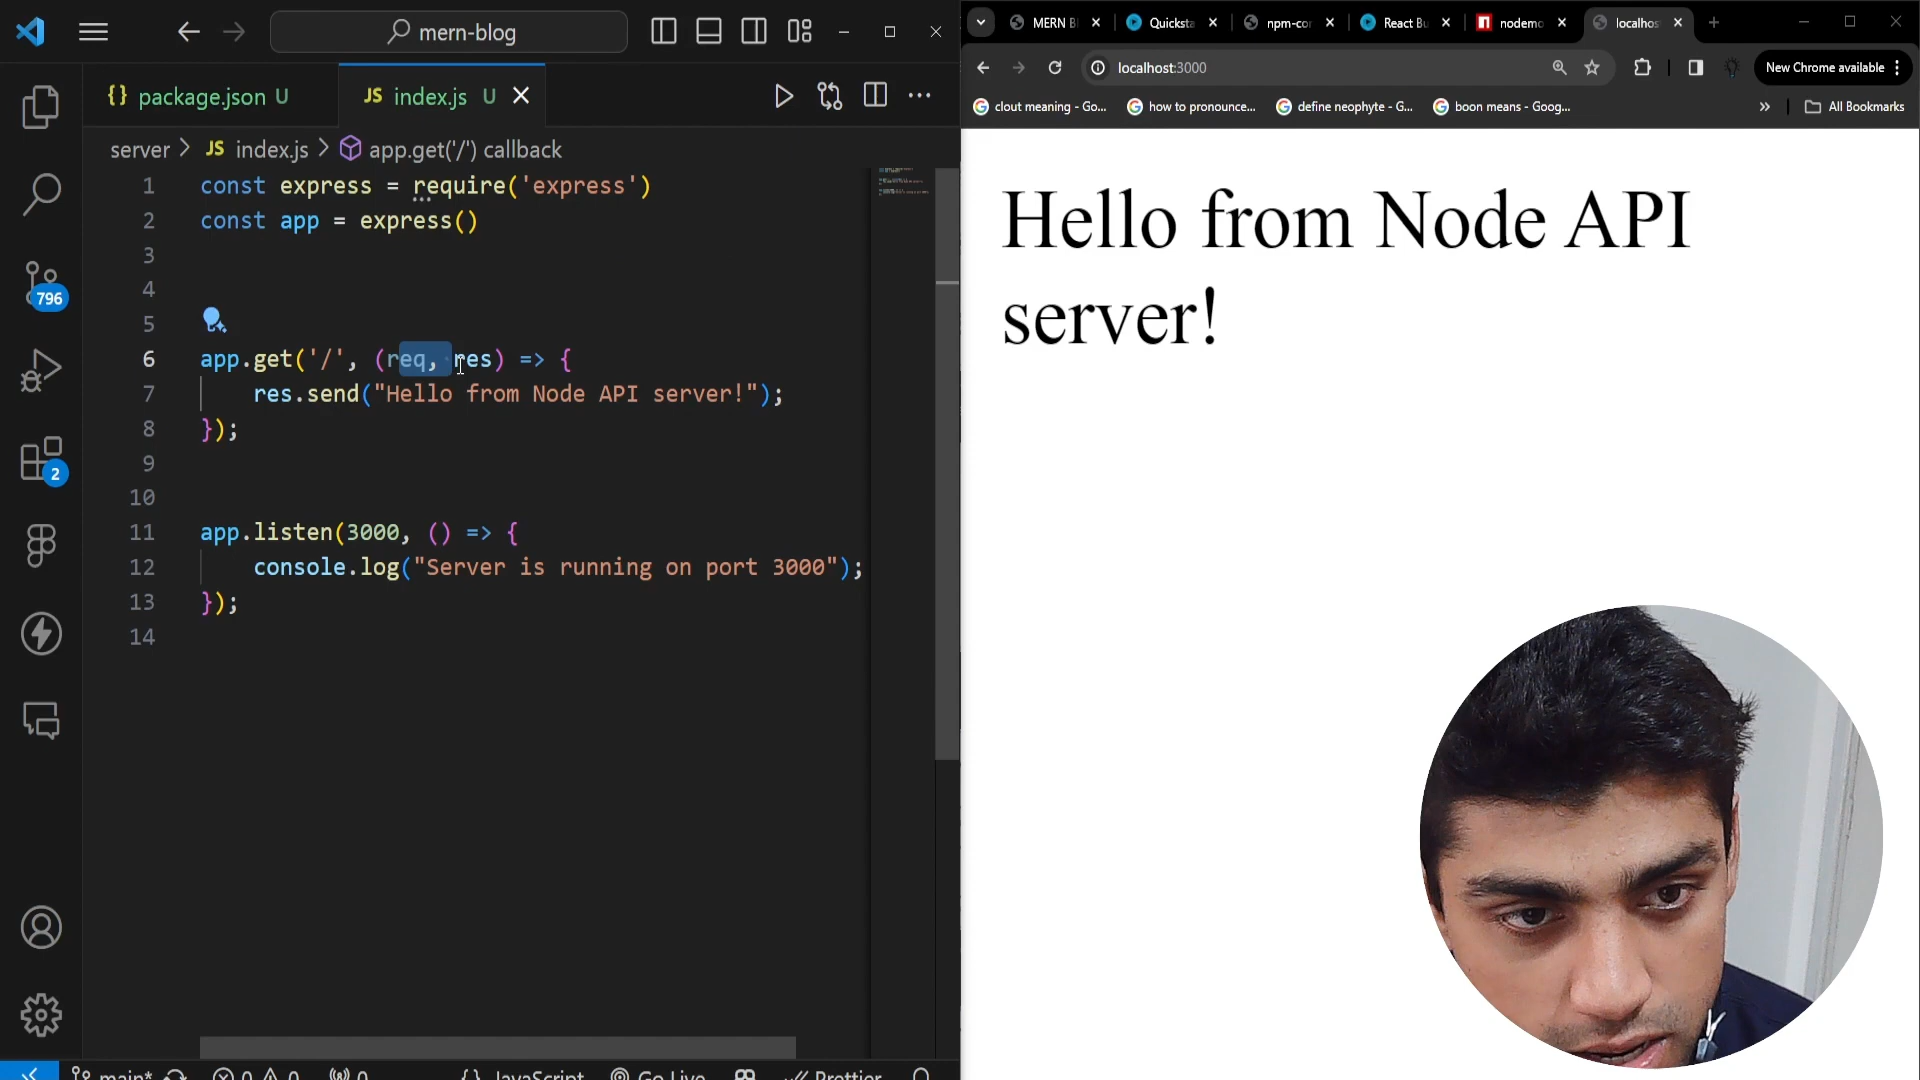 mern-blog
package.json U
JS index.js U
server > JS index.js > app.get('/') callback
1 const express = require('express')
2 const app = express()
3
4
5
6 app.get('/', (req, res) => {
7 res.send("Hello from Node API server!");
8 });
9
10
11 app.listen(3000, () => {
12 console.log("Server is running on port 3000");
13 });
14
796
2
main* 0 0 0 {} JavaScript Go Live Prettier
MERN B
Quicksta
npm-cor
React Bu
nodemo
localhos
localhost:3000
New Chrome available
clout meaning - Go...
how to pronounce...
define neophyte - G...
boon means - Goog...
All Bookmarks
Hello from Node API
server!